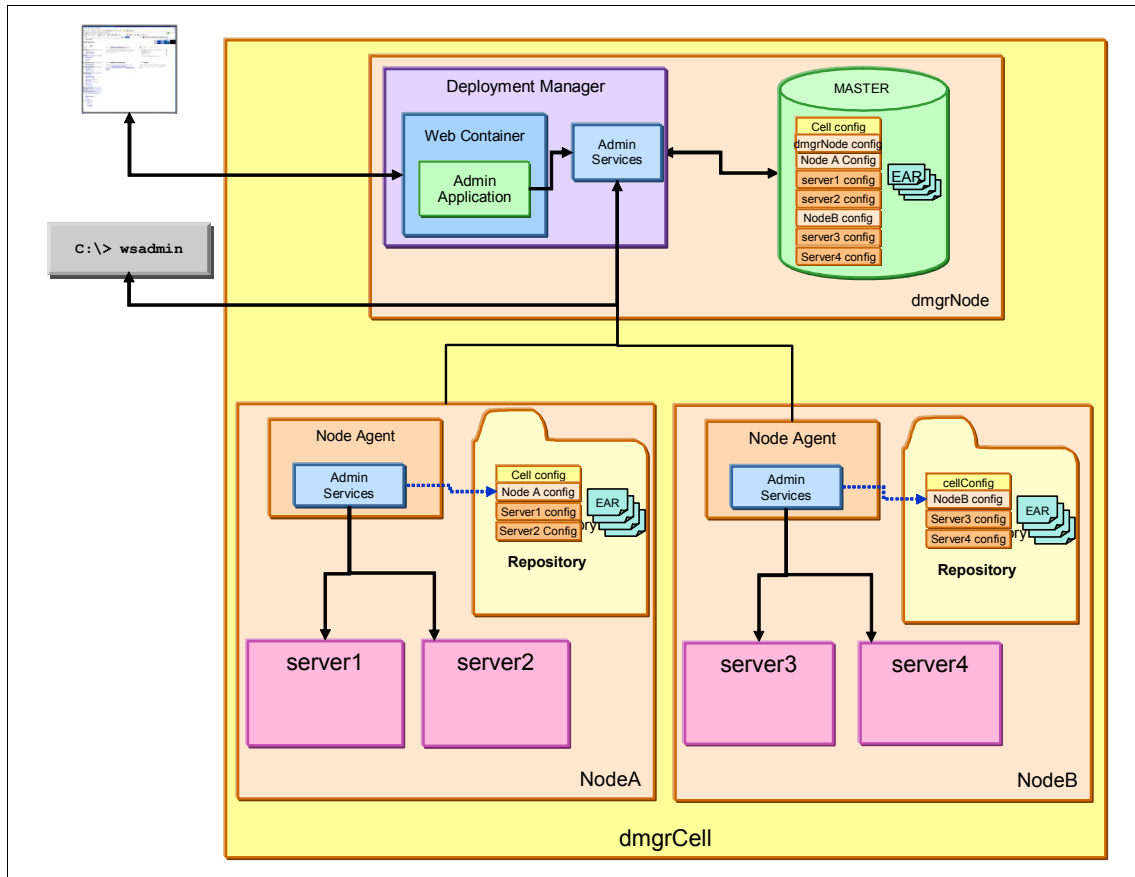 Deployment Manager
Web Container
Admin
Application
Admin
Services
MASTER
Cell config
dmgrNode config
Node A Config
server1 config
server2 config
NodeB config
server3 config
Server4 config
EAR
dmgrNode
C:\> wsadmin
Node Agent
Admin
Services
Cell config
Node A config
Server1 config
Server2 Config
EAR
Repository
server1
server2
NodeA
Node Agent
Admin
Services
cellConfig
NodeB config
Server3 config
Server4 config
EAR
Repository
server3
server4
NodeB
dmgrCell